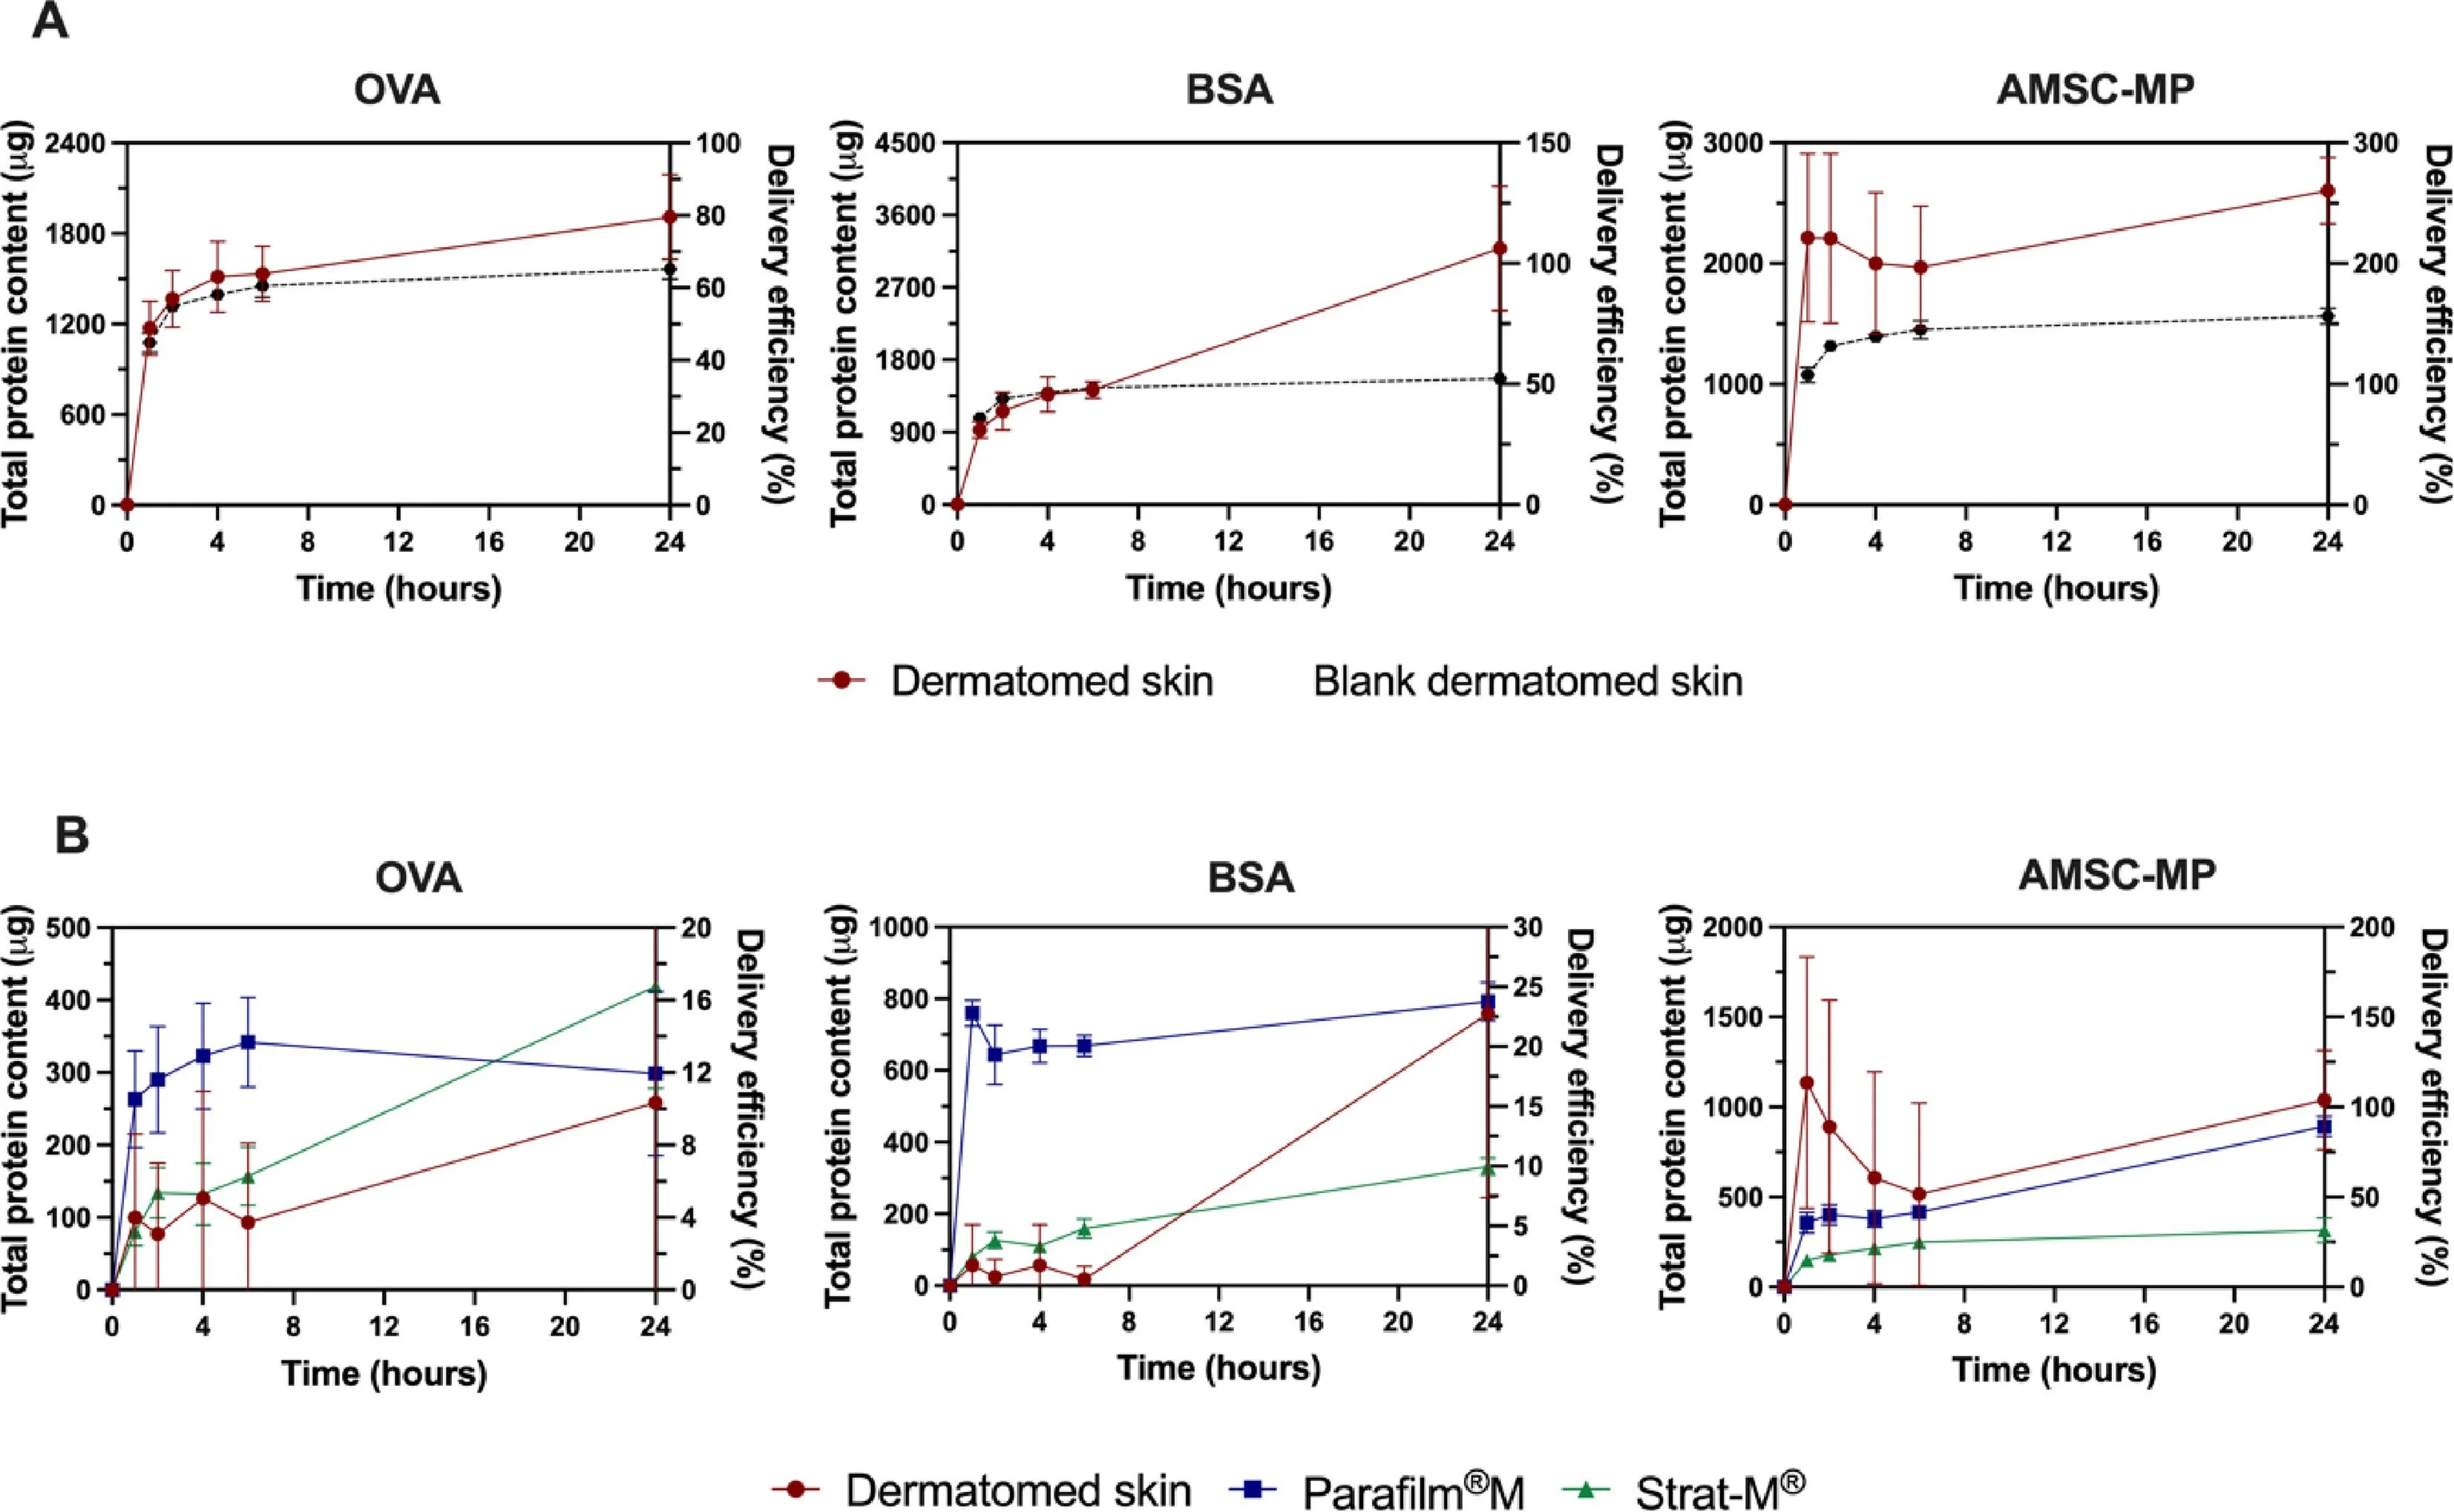 A
OVA
BSA
AMSC-MP
Total protein content (µg)
2400
1800
1200
600
0
100
80
60
40
20
0
Delivery efficiency (%)
0 4 8 12 16 20 24
Time (hours)
Total protein content (µg)
4500
3600
2700
1800
900
0
150
100
50
0
Delivery efficiency (%)
0 4 8 12 16 20 24
Time (hours)
Total protein content (µg)
3000
2000
1000
0
300
200
100
0
Delivery efficiency (%)
0 4 8 12 16 20 24
Time (hours)
Dermatomed skin Blank dermatomed skin
B
OVA
BSA
AMSC-MP
Total protein content (µg)
500
400
300
200
100
0
20
16
12
8
4
0
Delivery efficiency (%)
0 4 8 12 16 20 24
Time (hours)
Total protein content (µg)
1000
800
600
400
200
0
30
25
20
15
10
5
0
Delivery efficiency (%)
0 4 8 12 16 20 24
Time (hours)
Total protein content (µg)
2000
1500
1000
500
0
200
150
100
50
0
Delivery efficiency (%)
0 4 8 12 16 20 24
Time (hours)
Dermatomed skin Parafilm®M Strat-M®